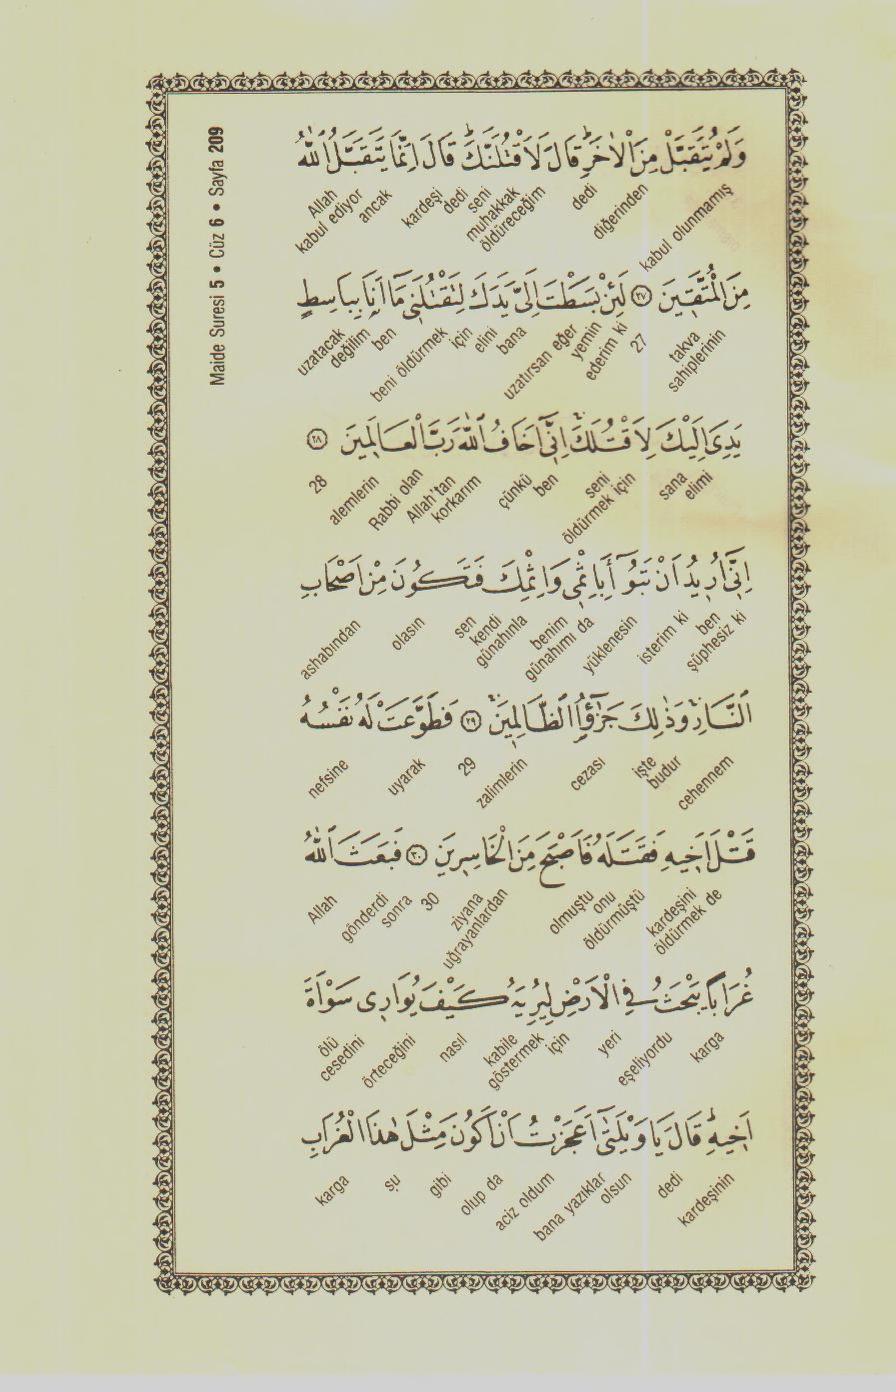 Maide Suresi 5 • Cüz 6 • Sayfa 209
وَلَمْ يُتَقَبَّلْ مِنَ الْاٰخَرِۜ قَالَ لَاَقْتُلَنَّكَۜ قَالَ اِنَّمَا يَتَقَبَّلُ اللّٰهُ
kabul olunmamış diğerinden dedi muhakkak öldüreceğim seni dedi kardeşi ancak kabul ediyor Allah
مِنَ الْمُتَّقٖينَ ﴿٢٧﴾ لَئِنْ بَسَطْتَ اِلَيَّ يَدَكَ لِتَقْتُلَنٖي مَٓا اَنَا۬ بِبَاسِطٍ
takva sahiplerinin 27 yemin ederim ki uzatırsan eğer bana elini için beni öldürmek ben değilim uzatacak
يَدِيَ اِلَيْكَ لِاَقْتُلَكَۚ اِنّٖٓي اَخَافُ اللّٰهَ رَبَّ الْعَالَمٖينَ ﴿٢٨﴾
elimi sana seni öldürmek için ben çünkü korkarım Allah'tan Rabbi olan alemlerin 28
اِنّٖٓي اُرٖيدُ اَنْ تَبُٓوءَ۬ا بِاِثْمٖي وَاِثْمِكَ فَتَكُونَ مِنْ اَصْحَابِ
şüphesiz ki ben isterim ki yüklenesin benim günahımı da kendi günahınla sen olasın ashabından
النَّارِۚ وَذٰلِكَ جَزٰٓؤُا الظَّالِمٖينَۚ ﴿٢٩﴾ فَطَوَّعَتْ لَهُ نَفْسُهُ
cehennem işte budur cezası zalimlerin 29 uyarak nefsine
قَتْلَ اَخٖيهِ فَقَتَلَهُ فَاَصْبَحَ مِنَ الْخَاسِرٖينَ ﴿٣٠﴾ فَبَعَثَ اللّٰهُ
kardeşini öldürmek de öldürmüştü onu olmuştu ziyana uğrayanlardan 30 sonra gönderdi Allah
غُرَابًا يَبْحَثُ فِي الْاَرْضِ لِيُرِيَهُ كَيْفَ يُوَارٖي سَوْاَةَ
karga eşeliyordu yeri için kabile göstermek nasıl örteceğini ölü cesedini
اَخٖيهِۜ قَالَ يَا وَيْلَتٰٓى اَعَجَزْتُ اَنْ اَكُونَ مِثْلَ هٰذَا الْغُرَابِ
kardeşinin dedi bana yazıklar olsun aciz oldum olup da gibi şu karga